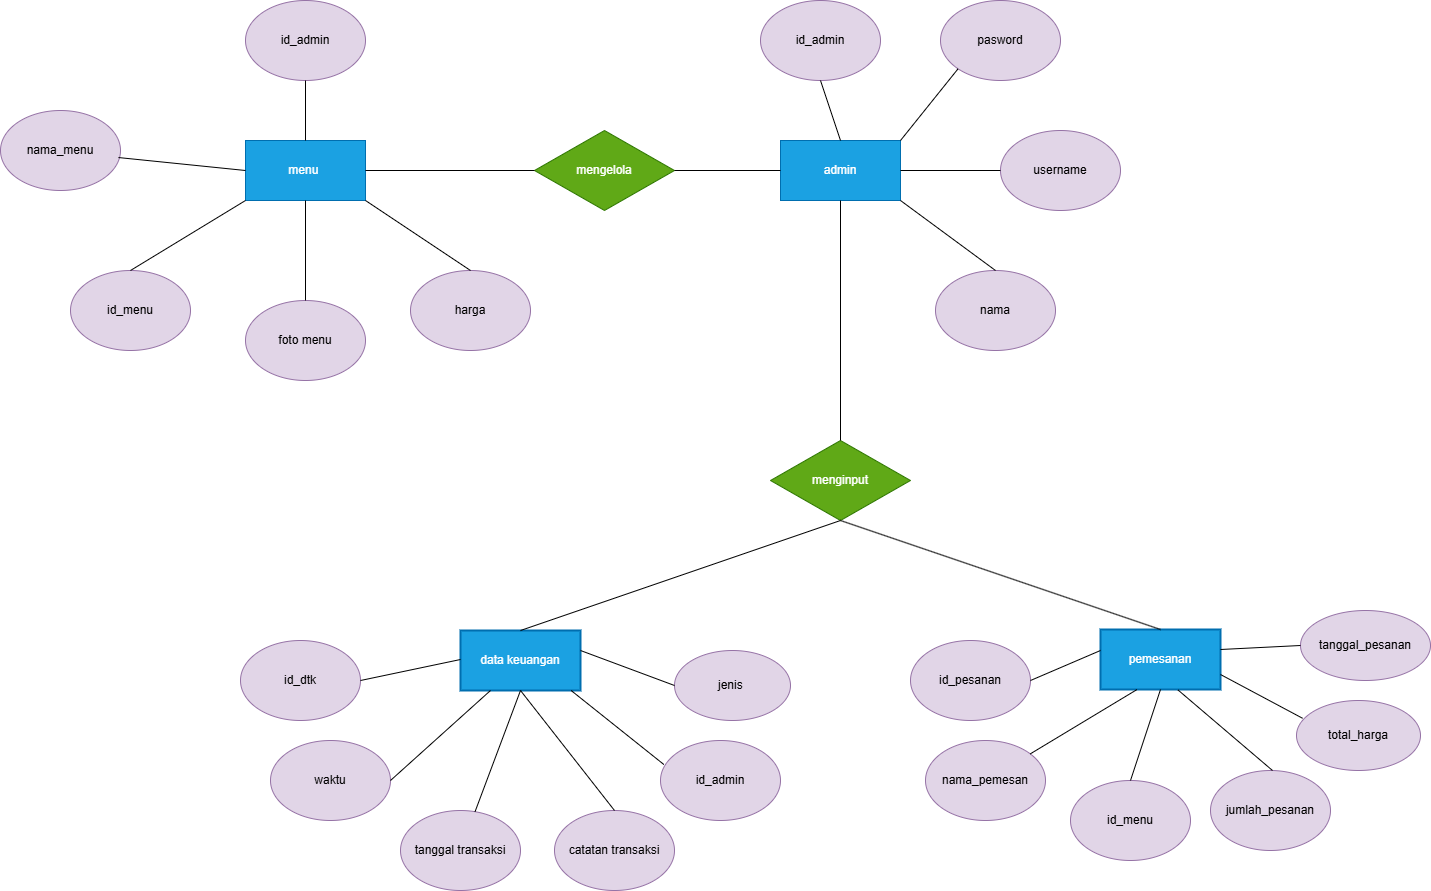 id_admin
id_admin
pasword
nama_menu
menu
mengelola
admin
username
id_menu
foto menu
harga
nama
menginput
data keuangan
pemesanan
tanggal_pesanan
id_dtk
jenis
id_pesanan
total_harga
waktu
id_admin
nama_pemesan
jumlah_pesanan
id_menu
tanggal transaksi
catatan transaksi